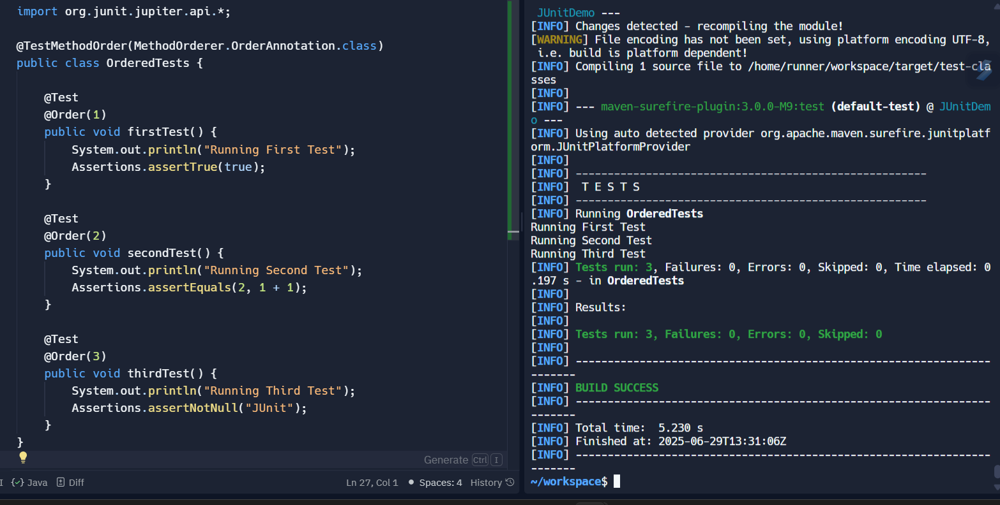 import org.junit.jupiter.api.*;
@TestMethodOrder(MethodOrderer.OrderAnnotation.class)
public class OrderedTests {
@Test
@Order(1)
public void firstTest() {
System.out.println("Running First Test");
Assertions.assertTrue(true);
}
@Test
@Order(2)
public void secondTest() {
System.out.println("Running Second Test");
Assertions.assertEquals(2, 1 + 1);
}
@Test
@Order(3)
public void thirdTest() {
System.out.println("Running Third Test");
Assertions.assertNotNull("JUnit");
}
}
Generate Ctrl I
Java Diff Ln 27, Col 1 Spaces: 4 History
JUnitDemo ---
[INFO] Changes detected - recompiling the module!
[WARNING] File encoding has not been set, using platform encoding UTF-8,
i.e. build is platform dependent!
[INFO] Compiling 1 source file to /home/runner/workspace/target/test-cla
sses
[INFO]
[INFO] --- maven-surefire-plugin:3.0.0-M9:test (default-test) @ JUnitDem
o ---
[INFO] Using auto detected provider org.apache.maven.surefire.junitplatf
orm.JUnitPlatformProvider
[INFO]
[INFO] -------------------------------------------------------
[INFO]  T E S T S
[INFO] -------------------------------------------------------
[INFO] Running OrderedTests
Running First Test
Running Second Test
Running Third Test
[INFO] Tests run: 3, Failures: 0, Errors: 0, Skipped: 0, Time elapsed: 0
.197 s - in OrderedTests
[INFO]
[INFO] Results:
[INFO]
[INFO] Tests run: 3, Failures: 0, Errors: 0, Skipped: 0
[INFO]
[INFO] -----------------------------------------------------------------
-------
[INFO] BUILD SUCCESS
[INFO] -----------------------------------------------------------------
-------
[INFO] Total time:  5.230 s
[INFO] Finished at: 2025-06-29T13:31:06Z
[INFO] -----------------------------------------------------------------
-------
~/workspace$